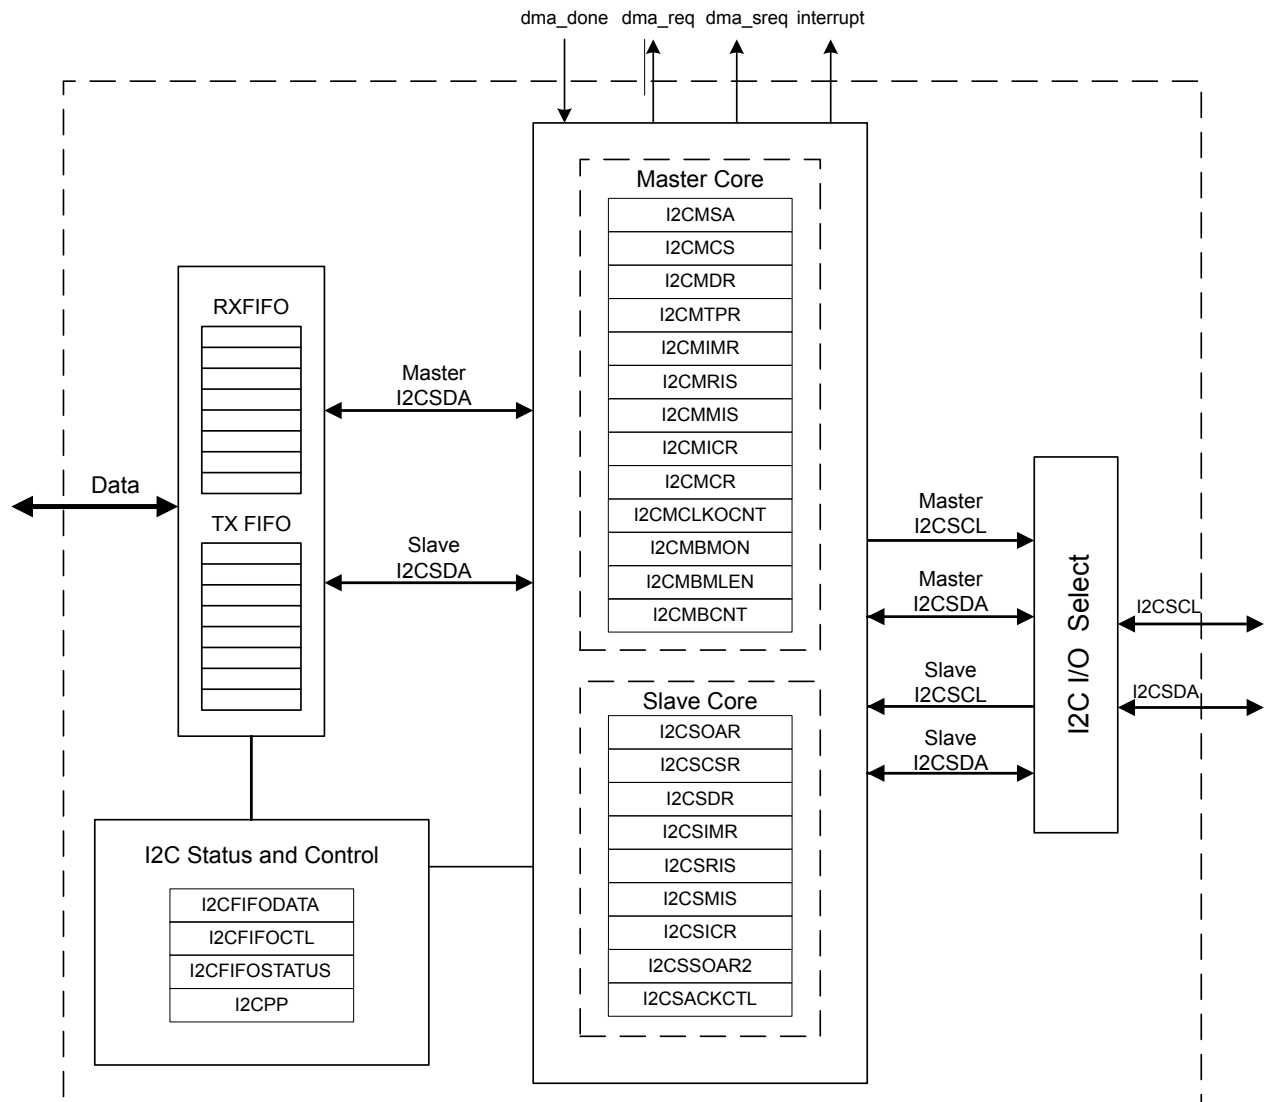 dma_done dma_req dma_sreq interrupt
Master Core
I2CMSA
I2CMCS
I2CMDR
I2CMTPR
I2CMIMR
I2CMRIS
I2CMMIS
I2CMICR
I2CMCR
I2CMCLKOCNT
I2CMBMON
I2CMBMLEN
I2CMBCNT
RXFIFO
TX FIFO
Data
Master
I2CSDA
Slave
I2CSDA
Slave Core
I2CSOAR
I2CSCSR
I2CSDR
I2CSIMR
I2CSRIS
I2CSMIS
I2CSICR
I2CSSOAR2
I2CSACKCTL
I2C Status and Control
I2CFIFODATA
I2CFIFOCTL
I2CFIFOSTATUS
I2CPP
Master
I2CSCL
Master
I2CSDA
Slave
I2CSCL
Slave
I2CSDA
I2C I/O Select
I2CSCL
I2CSDA